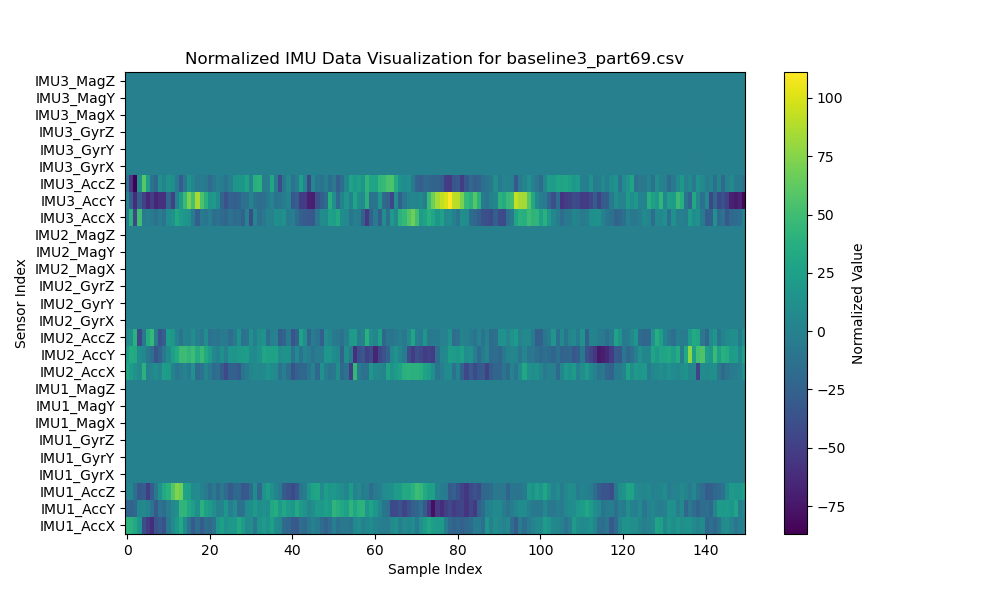 Normalized IMU Data Visualization for baseline3_part69.csv
IMU3_MagZ
IMU3_MagY
IMU3_MagX
IMU3_GyrZ
IMU3_GyrY
IMU3_GyrX
IMU3_AccZ
IMU3_AccY
IMU3_AccX
IMU2_MagZ
IMU2_MagY
IMU2_MagX
IMU2_GyrZ
IMU2_GyrY
IMU2_GyrX
IMU2_AccZ
IMU2_AccY
IMU2_AccX
IMU1_MagZ
IMU1_MagY
IMU1_MagX
IMU1_GyrZ
IMU1_GyrY
IMU1_GyrX
IMU1_AccZ
IMU1_AccY
IMU1_AccX
Sensor Index
0 20 40 60 80 100 120 140
Sample Index
100
75
50
25
0
−25
−50
−75
Normalized Value